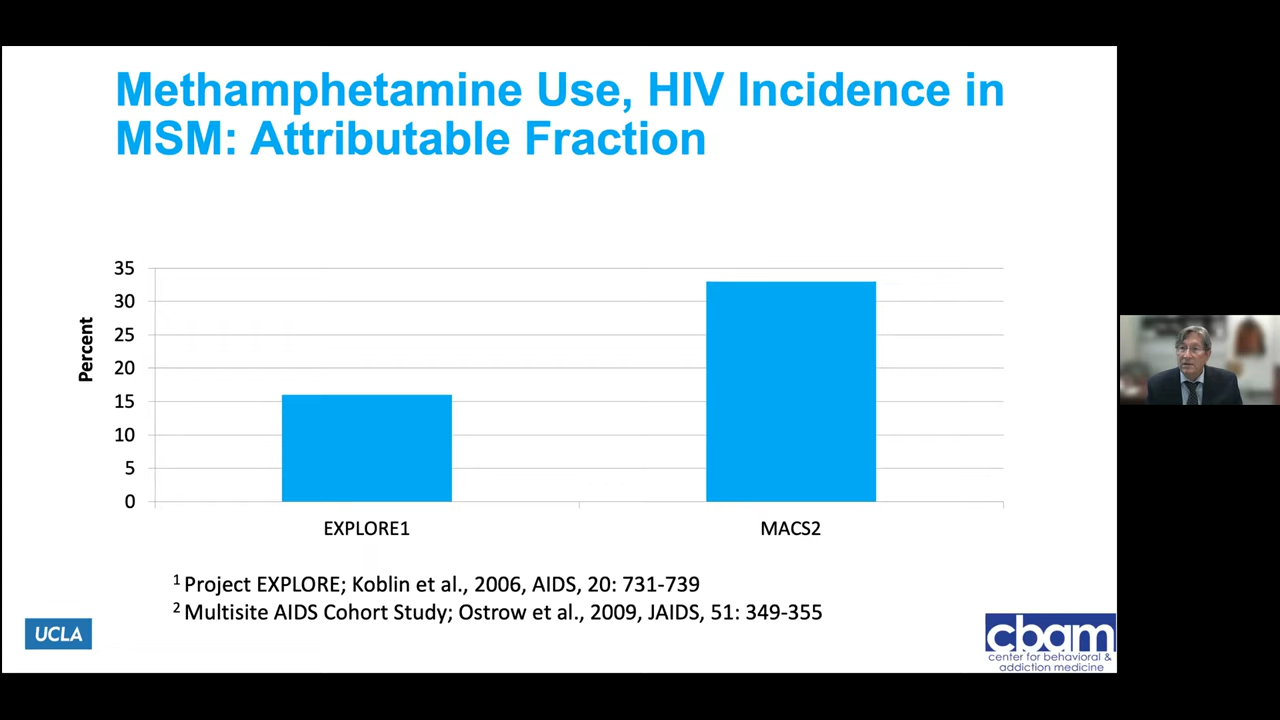 Methamphetamine Use, HIV Incidence in
MSM: Attributable Fraction
Percent
35
30
25
20
15
10
5
0
EXPLORE1
MACS2
1 Project EXPLORE; Koblin et al., 2006, AIDS, 20: 731-739
2 Multisite AIDS Cohort Study; Ostrow et al., 2009, JAIDS, 51: 349-355
UCLA
cbam
center for behavioral &
addiction medicine